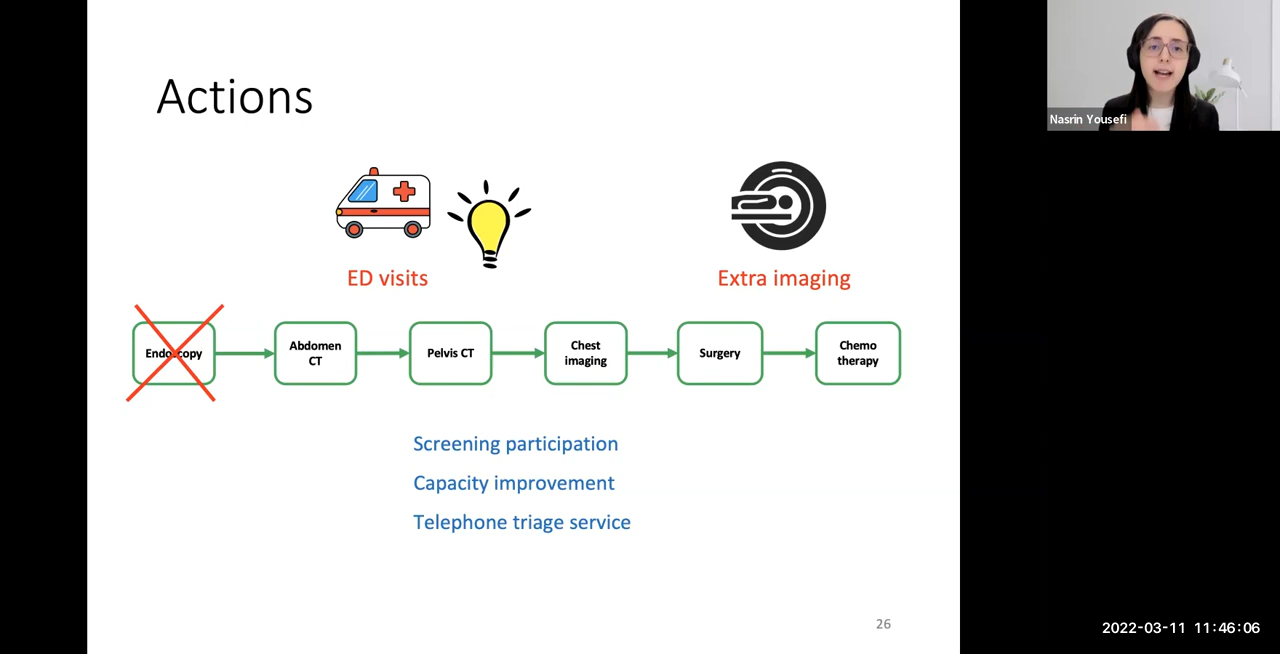 Actions
Nasrin Yousefi
ED visits
Extra imaging
Endoscopy
Abdomen
CT
Pelvis CT
Chest
imaging
Surgery
Chemo
therapy
Screening participation
Capacity improvement
Telephone triage service
26
2022-03-11 11:46:06